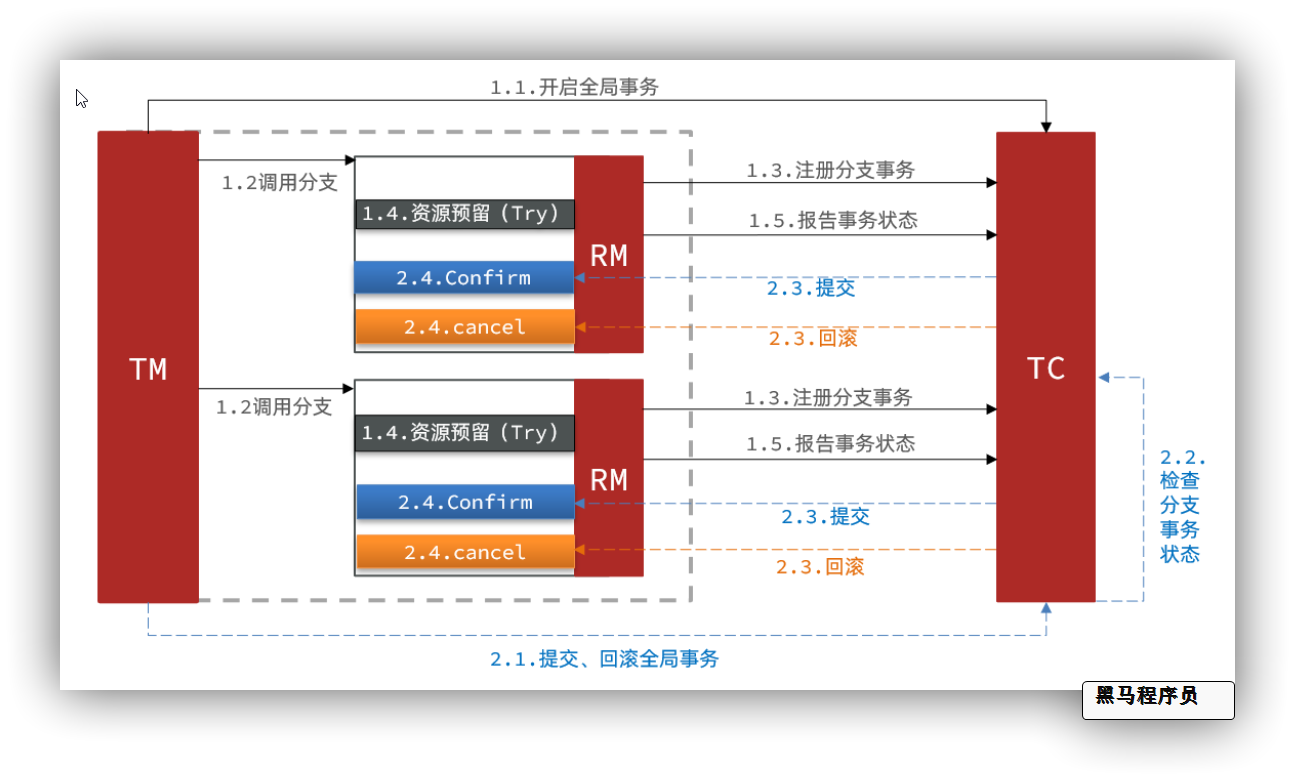 1.1.开启全局事务
1.2调用分支
1.3.注册分支事务
1.4.资源预留（Try）
1.5.报告事务状态
RM
2.4.Confirm
2.3.提交
2.4.cancel
2.3.回滚
TM
TC
1.2调用分支
1.3.注册分支事务
1.4.资源预留（Try）
1.5.报告事务状态
RM
2.4.Confirm
2.3.提交
2.4.cancel
2.3.回滚
2.2.
检查
分支
事务
状态
2.1.提交、回滚全局事务
黑马程序员